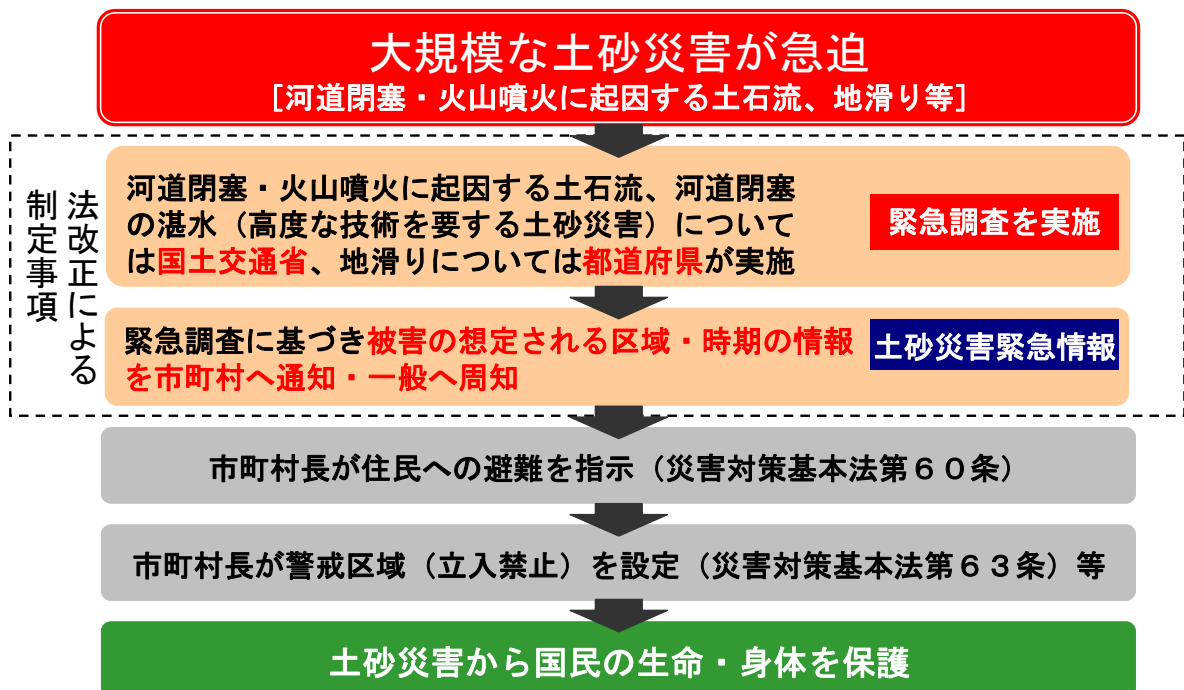 大規模な土砂災害が急迫
[河道閉塞・火山噴火に起因する土石流、地滑り等]
法改正による
制定事項
河道閉塞・火山噴火に起因する土石流、河道閉塞
の湛水（高度な技術を要する土砂災害）について
は国土交通省、地滑りについては都道府県が実施
緊急調査を実施
緊急調査に基づき被害の想定される区域・時期の情報
を市町村へ通知・一般へ周知
土砂災害緊急情報
市町村長が住民への避難を指示（災害対策基本法第６０条）
市町村長が警戒区域（立入禁止）を設定（災害対策基本法第６３条）等
土砂災害から国民の生命・身体を保護